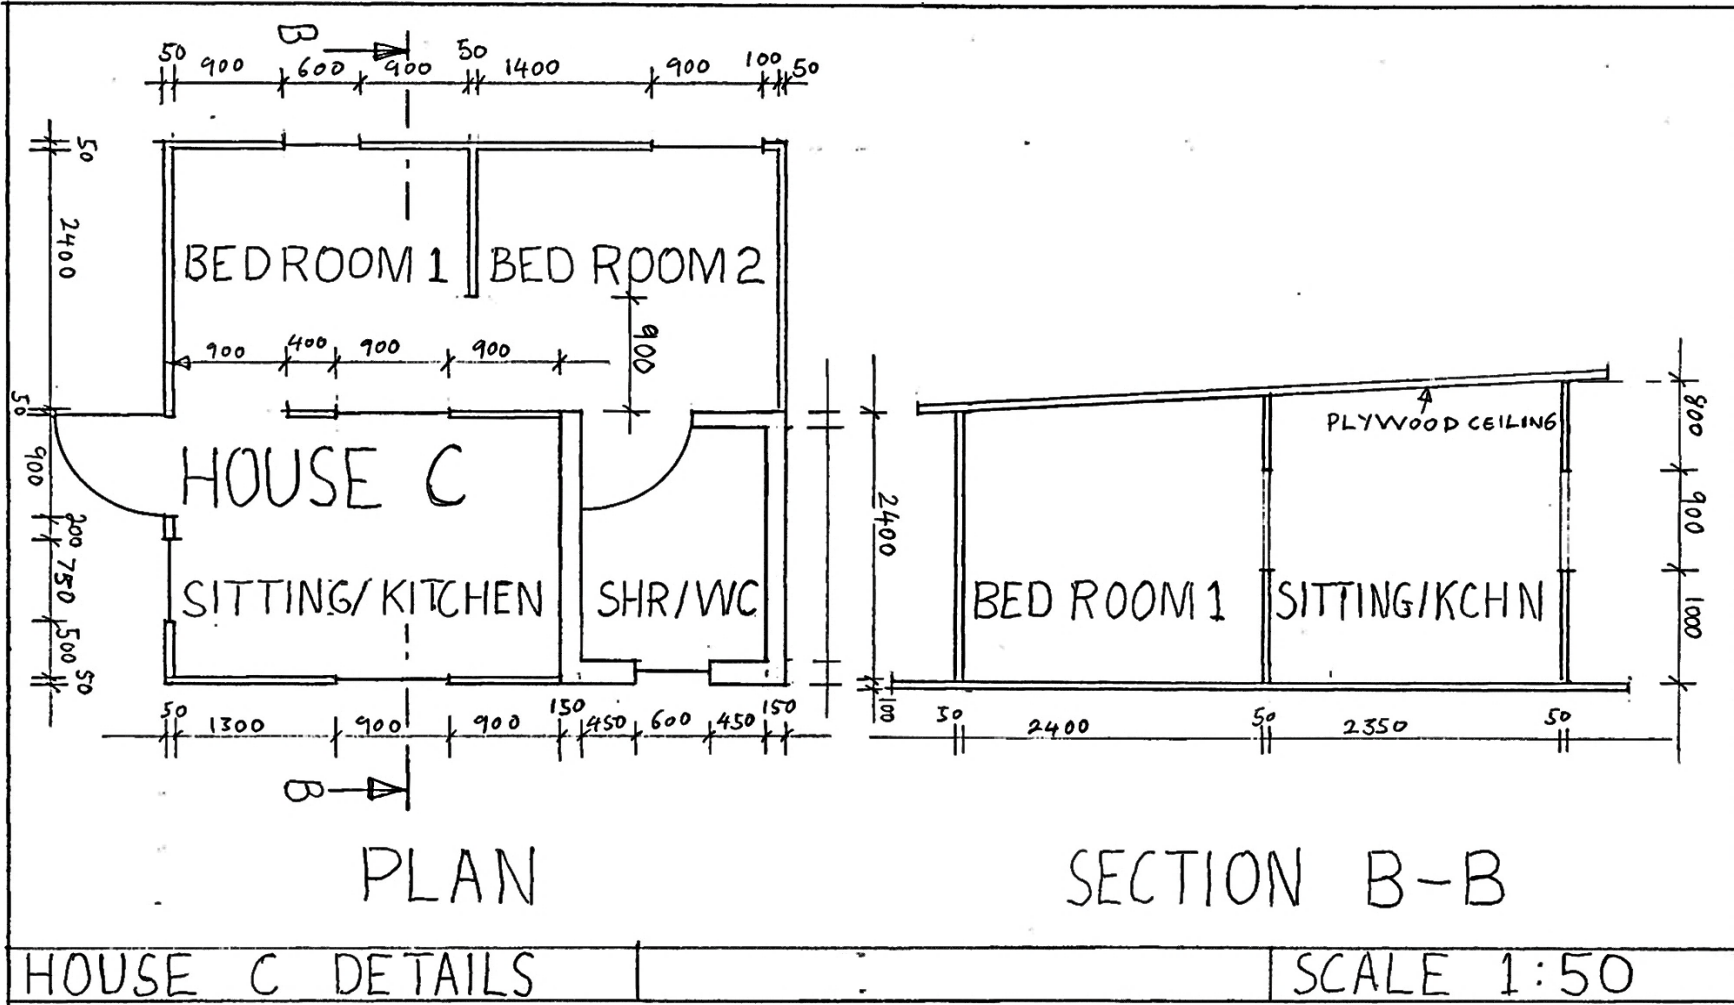 B
50 900 600 900 50 1400 900 100 50
50
2400
50
900
200
750
500
50
BEDROOM 1 BED ROOM 2
900 400 900 900
900
HOUSE C
SITTING/KITCHEN SHR/WC
50 1300 900 900 150 450 600 450 150
B
PLAN
PLYWOOD CEILING
2400
100
800
900
1000
BED ROOM 1 SITTING/KCHN
50 2400 50 2350 50
SECTION B-B
HOUSE C DETAILS
SCALE 1:50